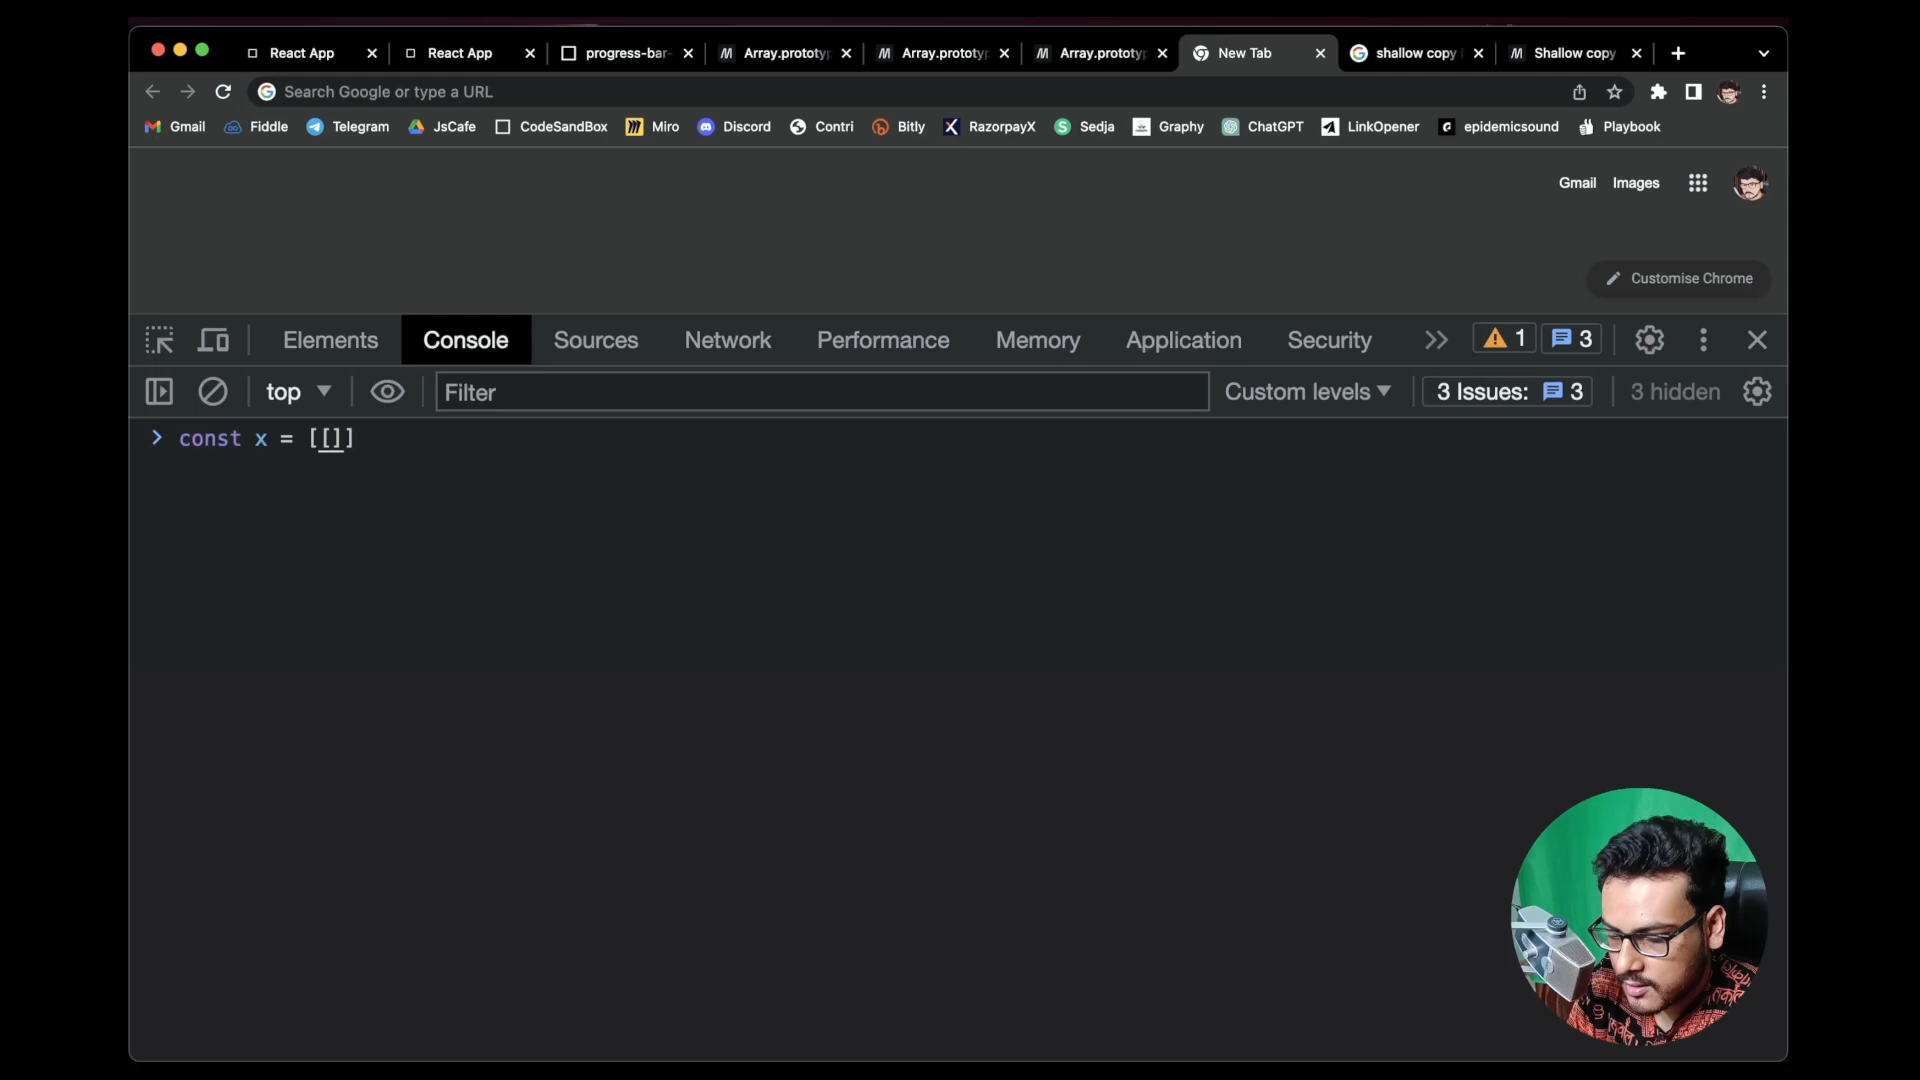 React App
React App
progress-bar-
Array.prototyp
Array.prototyp
Array.prototyp
New Tab
shallow copy
Shallow copy
Search Google or type a URL
Gmail Fiddle Telegram JsCafe CodeSandBox Miro Discord Contri Bitly RazorpayX Sedja Graphy ChatGPT LinkOpener epidemicsound Playbook
Gmail Images
Customise Chrome
Elements Console Sources Network Performance Memory Application Security 1 3
top Filter Custom levels 3 Issues: 3 3 hidden
const x = [[]]